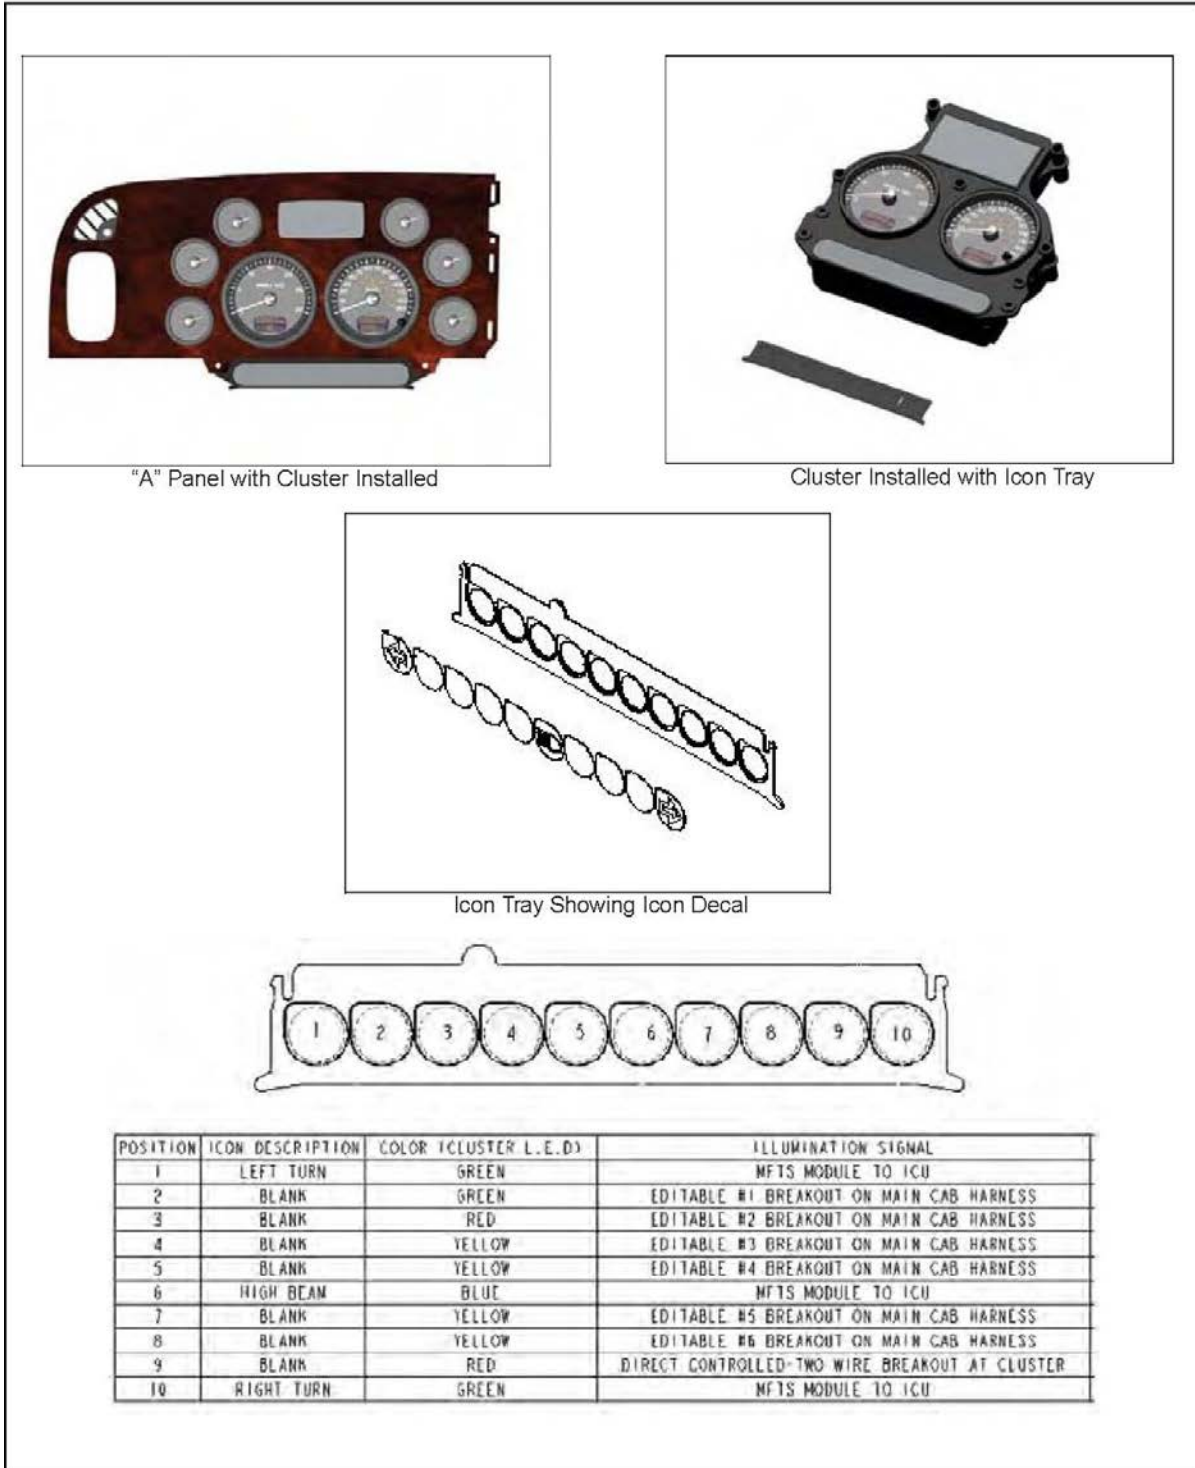 "A" Panel with Cluster Installed
Cluster Installed with Icon Tray
Icon Tray Showing Icon Decal
1 2 3 4 5 6 7 8 9 10
POSITION ICON DESCRIPTION COLOR (CLUSTER L.E.D) ILLUMINATION SIGNAL
1 LEFT TURN GREEN MFTS MODULE TO ICU
2 BLANK GREEN EDITABLE #1 BREAKOUT ON MAIN CAB HARNESS
3 BLANK RED EDITABLE #2 BREAKOUT ON MAIN CAB HARNESS
4 BLANK YELLOW EDITABLE #3 BREAKOUT ON MAIN CAB HARNESS
5 BLANK YELLOW EDITABLE #4 BREAKOUT ON MAIN CAB HARNESS
6 HIGH BEAM BLUE MFTS MODULE TO ICU
7 BLANK YELLOW EDITABLE #5 BREAKOUT ON MAIN CAB HARNESS
8 BLANK YELLOW EDITABLE #6 BREAKOUT ON MAIN CAB HARNESS
9 BLANK RED DIRECT CONTROLLED-TWO WIRE BREAKOUT AT CLUSTER
10 RIGHT TURN GREEN MFTS MODULE TO ICU